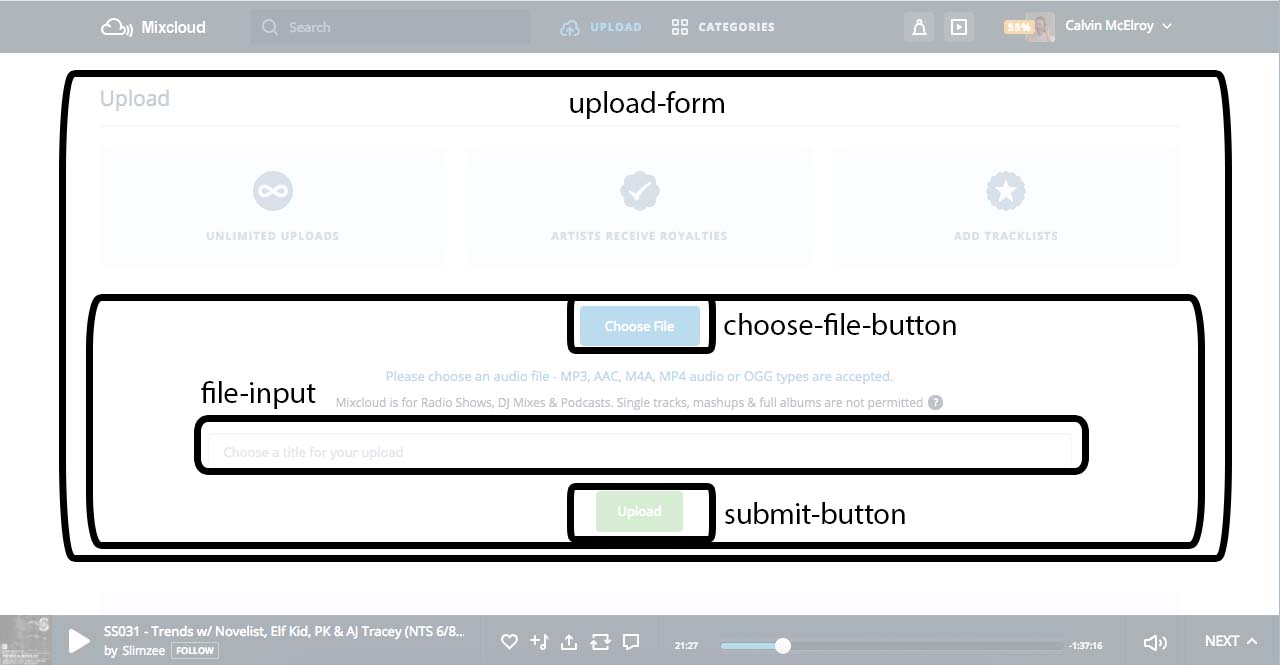 Mixcloud
Search
UPLOAD
CATEGORIES
55%
Calvin McElroy
Upload
upload-form
UNLIMITED UPLOADS
ARTISTS RECEIVE ROYALTIES
ADD TRACKLISTS
Choose File
choose-file-button
Please choose an audio file - MP3, AAC, M4A, MP4 audio or OGG types are accepted.
file-input
Mixcloud is for Radio Shows, DJ Mixes & Podcasts. Single tracks, mashups & full albums are not permitted ?
Choose a title for your upload
Upload
submit-button
SS031 - Trends w/ Novelist, Elf Kid, PK & AJ Tracey (NTS 6/8...
by Slimzee FOLLOW
21:27
-1:37:16
NEXT